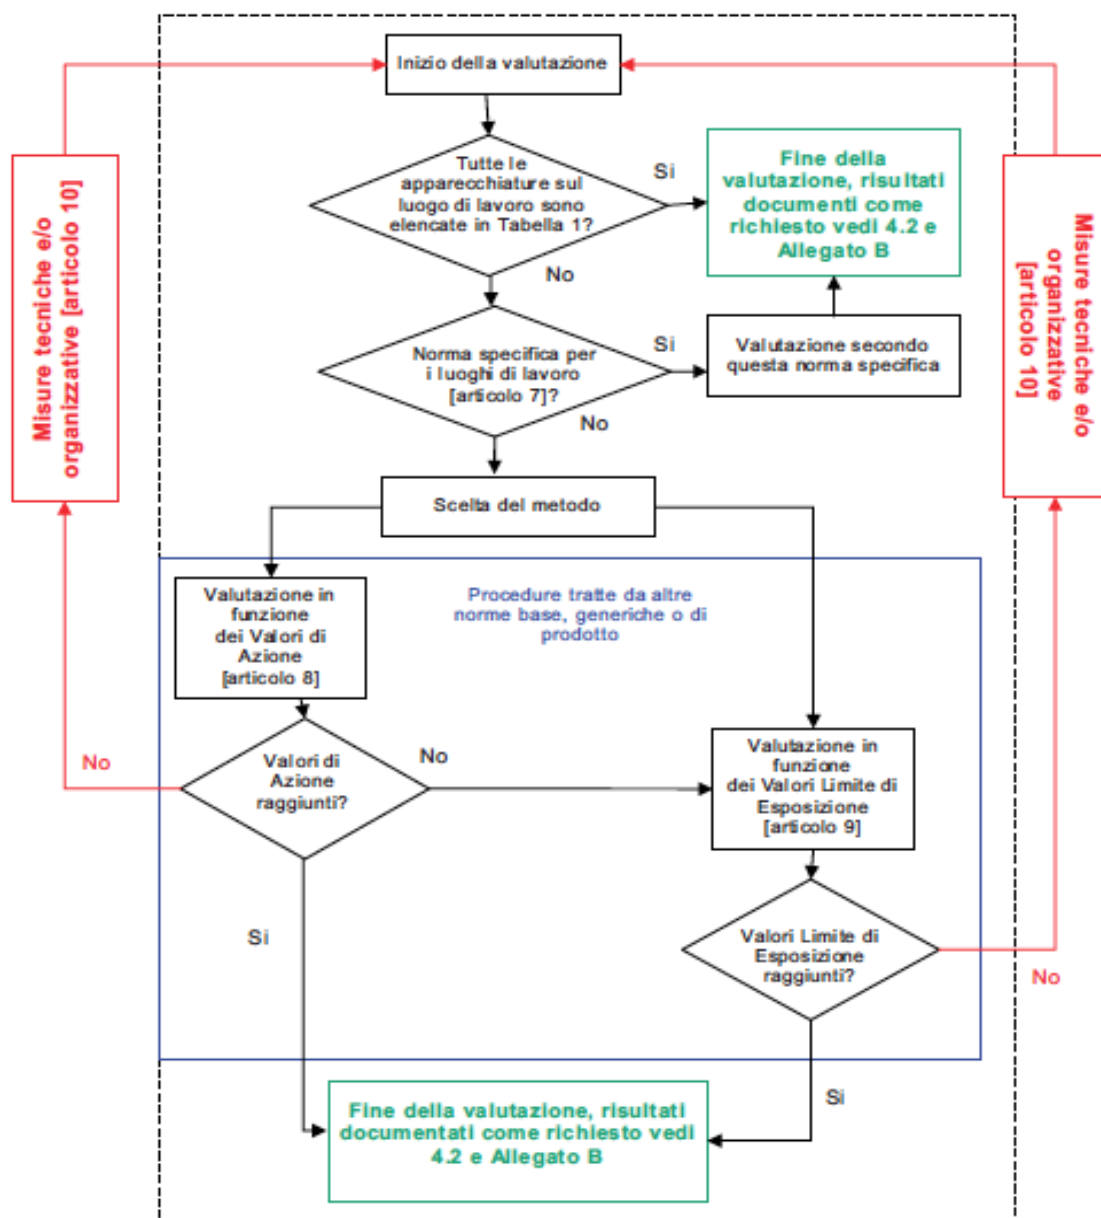 Inizio della valutazione
Tutte le
apparecchiature sul
luogo di lavoro sono
elencate in Tabella 1?
Si
Fine della
valutazione, risultati
documenti come
richiesto vedi 4.2 e
Allegato B
No
Misure tecniche e/o
organizzative [articolo 10]
Misure tecniche e/o
organizzative
[articolo 10]
Norma specifica per
i luoghi di lavoro
[articolo 7]?
Si
Valutazione secondo
questa norma specifica
No
Scelta del metodo
Procedure tratte da altre
norme base, generiche o di
prodotto
Valutazione in
funzione
dei Valori di
Azione
[articolo 8]
No
Valori di
Azione
raggiunti?
No
Valutazione in
funzione
dei Valori Limite di
Esposizione
[articolo 9]
Si
Valori Limite di
Esposizione
raggiunti?
No
Si
Fine della valutazione, risultati
documentati come richiesto vedi
4.2 e Allegato B